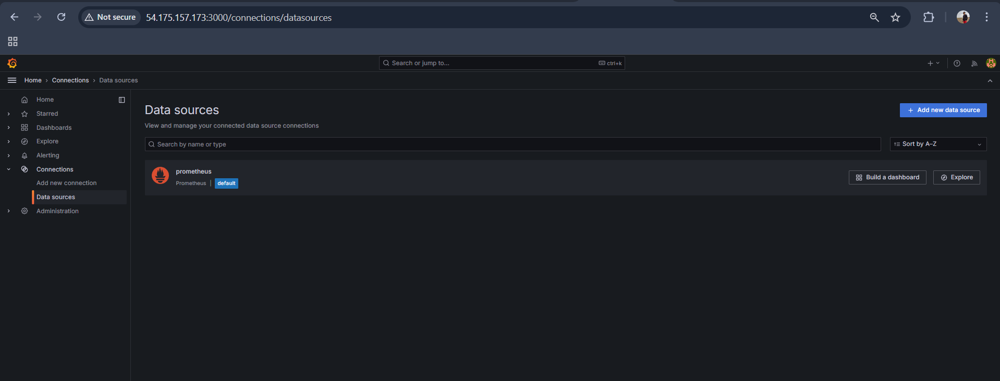 Not secure 54.175.157.173:3000/connections/datasources
Search or jump to... ctrl+k
Home › Connections › Data sources
Home
Starred
Dashboards
Explore
Alerting
Connections
Add new connection
Data sources
Administration
Data sources
Add new data source
View and manage your connected data source connections
Search by name or type
Sort by A–Z
prometheus
Prometheus | default
Build a dashboard
Explore